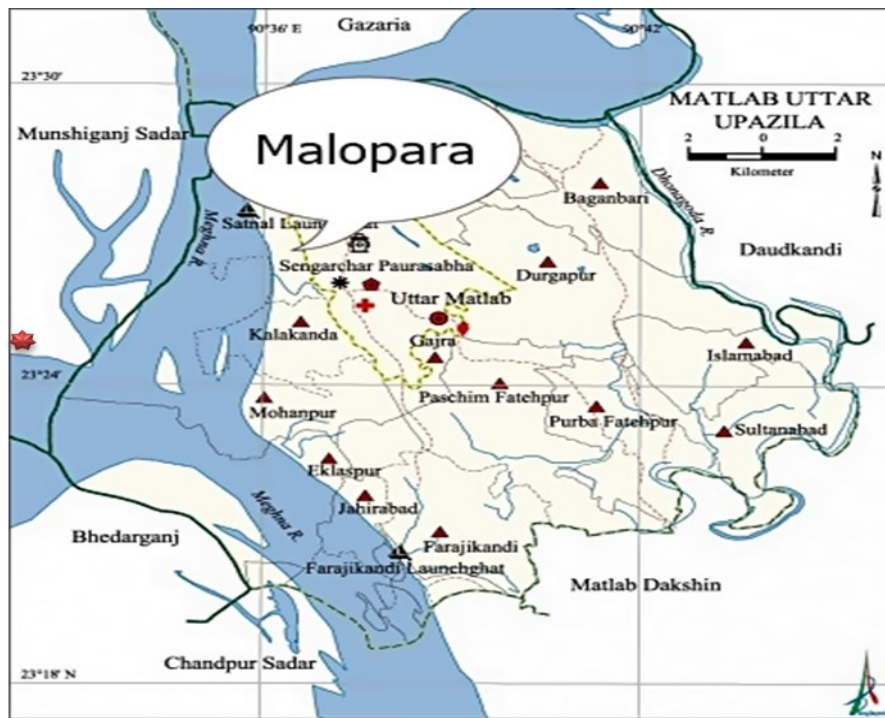 90°36' E
Gazaria
90°42'
23°30'
MATLAB UTTAR
UPAZILA
2 0 2
Kilometer
N
Munshiganj Sadar
Malopara
Baganbari
Dhonagoda R.
Meghna R.
Daudkandi
Sengarchar Paurasabha
Durgapur
Uttar Matlab
Kalakanda
Gajra
Islamabad
23°24'
Paschim Fatehpur
Mohanpur
Purba Fatehpur
Sultanabad
Eklaspur
Jahirabad
Meghna R.
Bhedarganj
Farajikandi
Farajikandi Launchghat
Matlab Dakshin
Chandpur Sadar
23°18' N